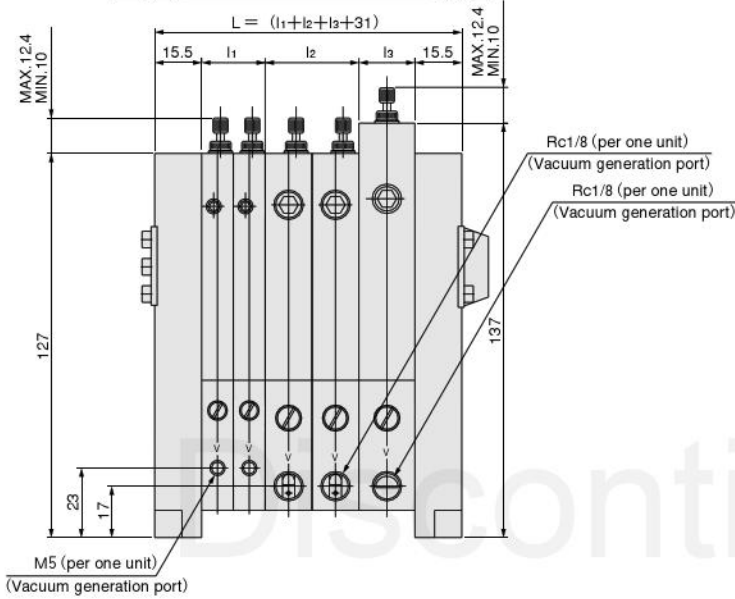 L = (l1+l2+l3+31)
15.5
l1
l2
l3
15.5
MAX.12.4
MIN.10
MAX.12.4
MIN.10
Rc1/8 (per one unit)
(Vacuum generation port)
Rc1/8 (per one unit)
(Vacuum generation port)
127
137
V
V
V
V
V
23
17
Disconti
M5 (per one unit)
(Vacuum generation port)